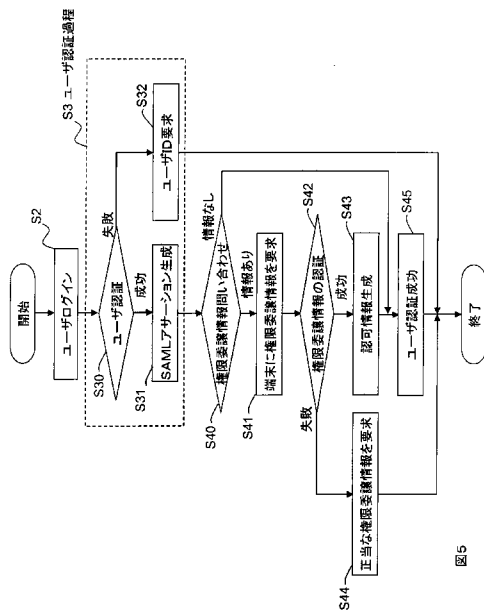 開始
S2
ユーザログイン
S3 ユーザ認証過程
S30
ユーザ認証
失敗
S32
ユーザID要求
成功
S31
SAMLアサーション生成
S40
権限委譲情報問い合わせ
情報なし
情報あり
S41
端末に権限委譲情報を要求
S42
権限委譲情報の認証
失敗
成功
S43
認可情報生成
S44
正当な権限委譲情報を要求
S45
ユーザ認証成功
終了
図5